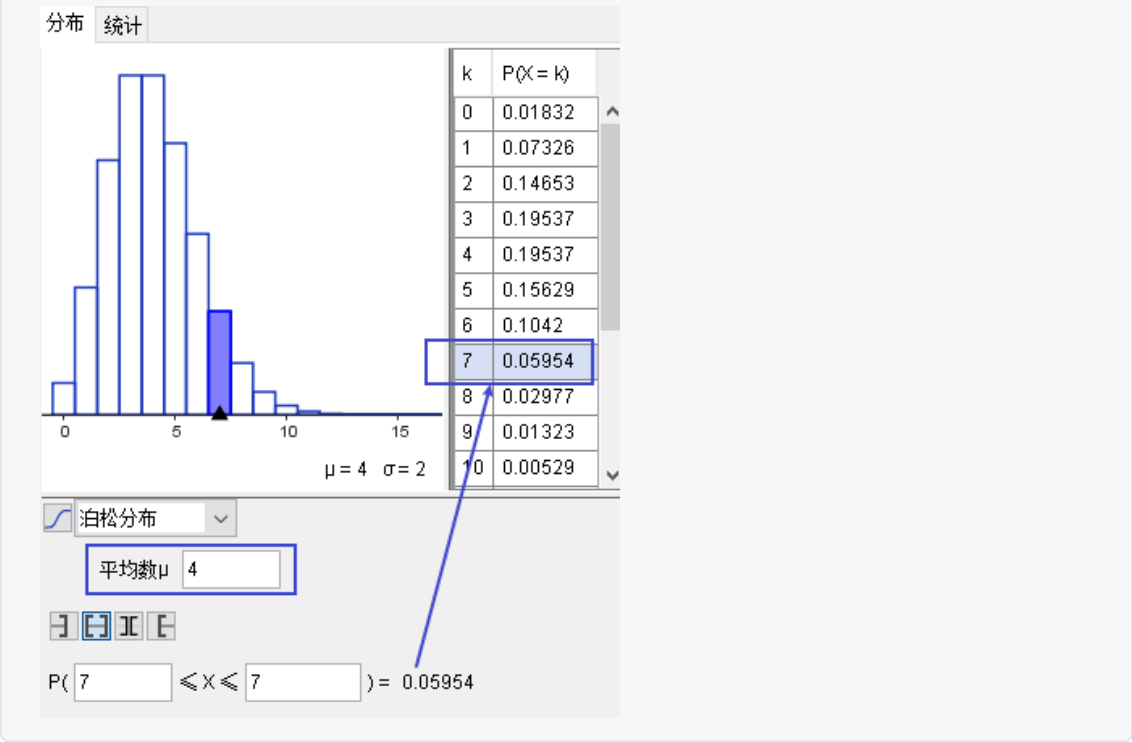 分布 统计
k P(X = k)
0 0.01832
1 0.07326
2 0.14653
3 0.19537
4 0.19537
5 0.15629
6 0.1042
7 0.05954
8 0.02977
9 0.01323
10 0.00529
0 5 10 15
μ = 4 σ = 2
泊松分布
平均数μ 4
P( 7 ≤ X ≤ 7 ) = 0.05954